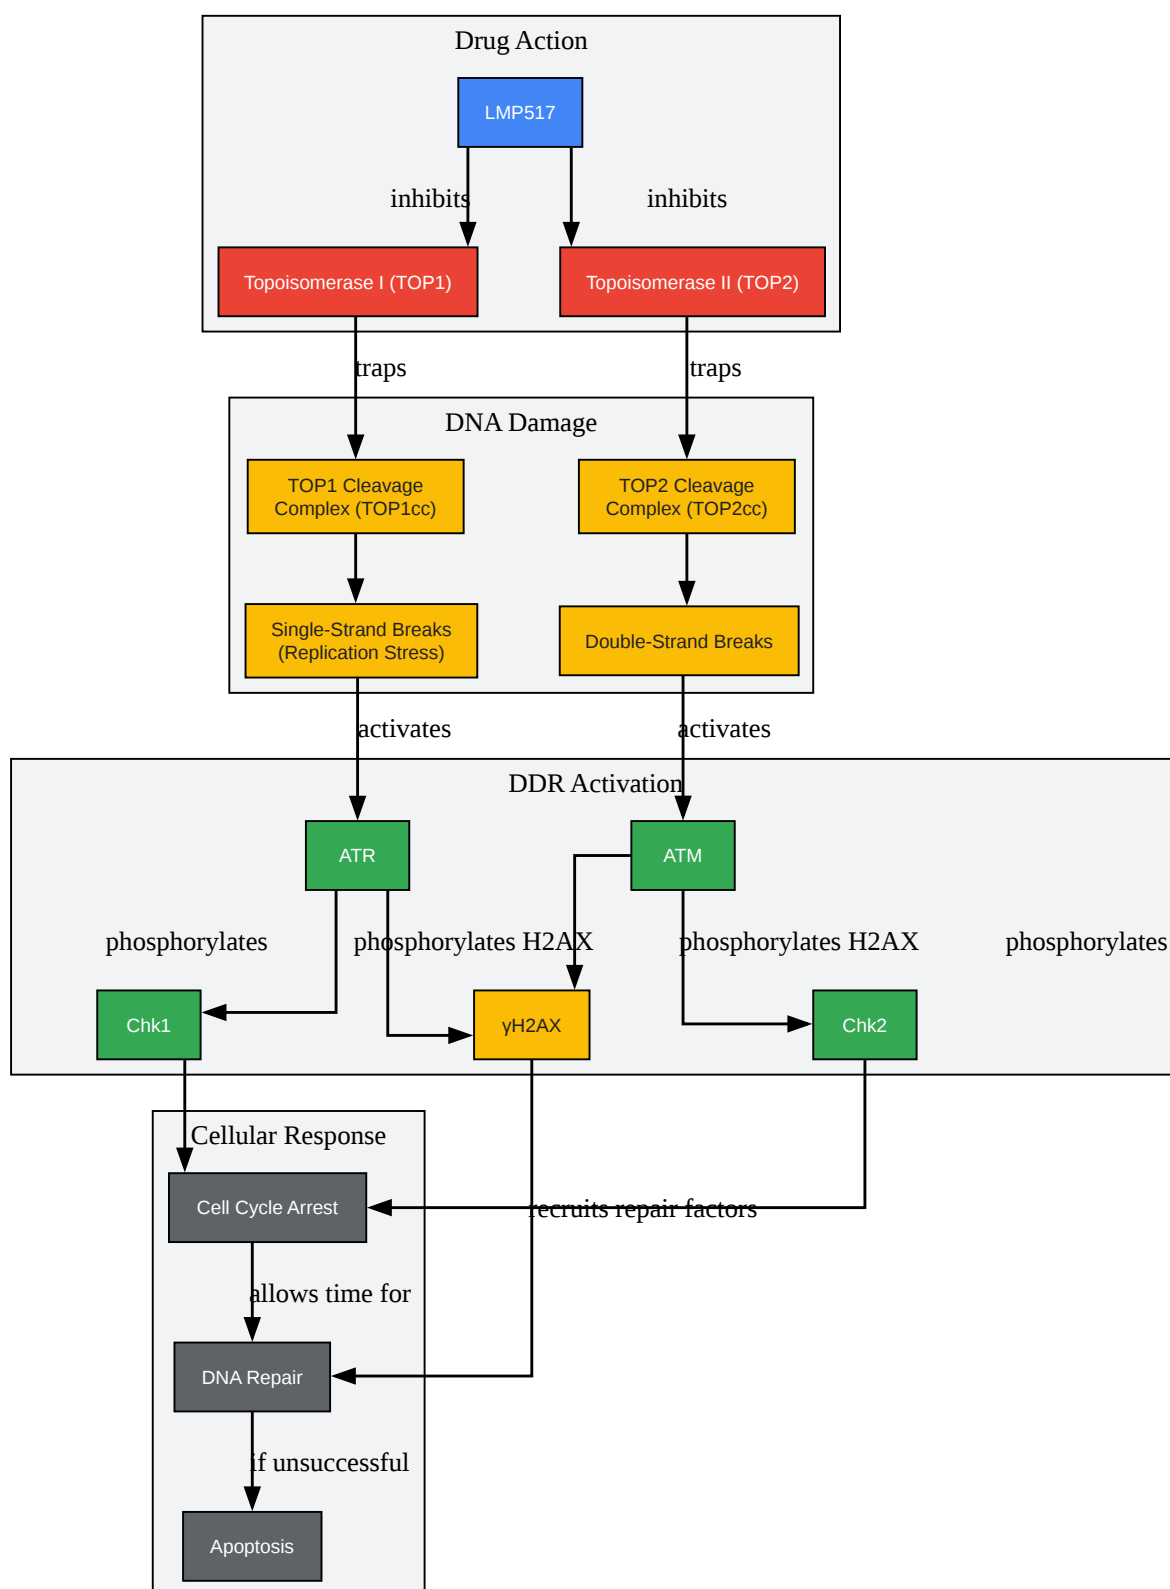 Drug Action
LMP517
inhibits
inhibits
Topoisomerase I (TOP1)
Topoisomerase II (TOP2)
traps
traps
DNA Damage
TOP1 Cleavage
Complex (TOP1cc)
TOP2 Cleavage
Complex (TOP2cc)
Single-Strand Breaks
(Replication Stress)
Double-Strand Breaks
activates
activates
DDR Activation
ATR
ATM
phosphorylates
phosphorylates H2AX
phosphorylates H2AX
phosphorylates
Chk1
γH2AX
Chk2
Cellular Response
Cell Cycle Arrest
recruits repair factors
allows time for
DNA Repair
if unsuccessful
Apoptosis